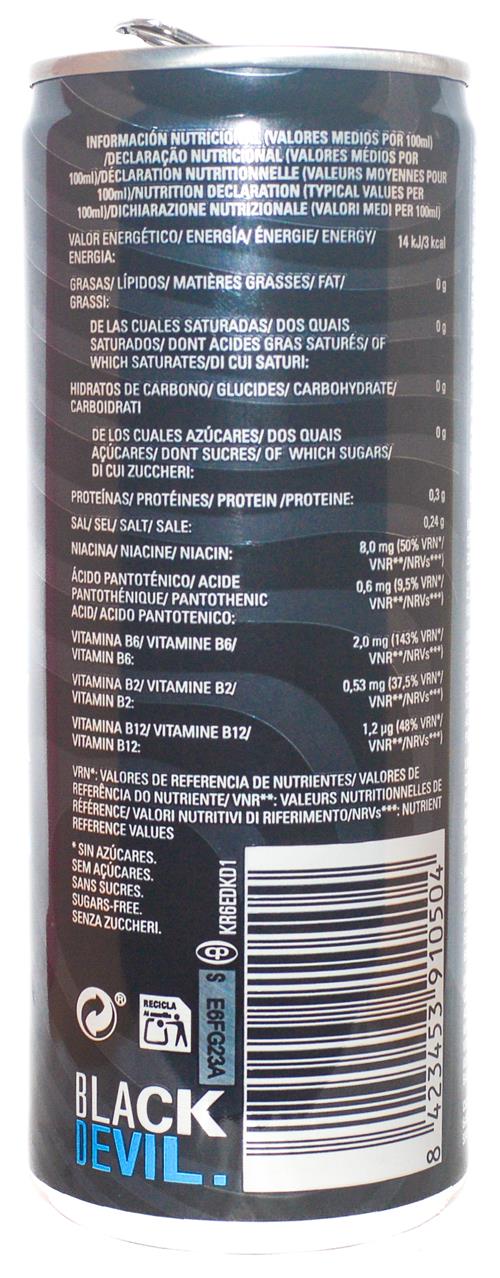 INFORMACIÓN NUTRICIONAL (VALORES MEDIOS POR 100ml)
/DECLARAÇÃO NUTRICIONAL (VALORES MÉDIOS POR
100ml)/DÉCLARATION NUTRITIONNELLE (VALEURS MOYENNES POUR
100ml)/NUTRITION DECLARATION (TYPICAL VALUES PER
100ml)/DICHIARAZIONE NUTRIZIONALE (VALORI MEDI PER 100ml)
VALOR ENERGÉTICO/ ENERGÍA/ ÉNERGIE/ ENERGY/ 14 kJ/3 kcal
ENERGIA:
GRASAS/ LÍPIDOS/ MATIÈRES GRASSES/ FAT/ 0 g
GRASSI:
DE LAS CUALES SATURADAS/ DOS QUAIS 0 g
SATURADOS/ DONT ACIDES GRAS SATURÉS/ OF
WHICH SATURATES/DI CUI SATURI:
HIDRATOS DE CARBONO/ GLUCIDES/ CARBOHYDRATE/ 0 g
CARBOIDRATI
DE LOS CUALES AZÚCARES/ DOS QUAIS 0 g
AÇÚCARES/ DONT SUCRES/ OF WHICH SUGARS/
DI CUI ZUCCHERI:
PROTEÍNAS/ PROTÉINES/ PROTEIN /PROTEINE: 0,3 g
SAL/ SEL/ SALT/ SALE: 0,24 g
NIACINA/ NIACINE/ NIACIN: 8,0 mg (50% VRN*/
VNR**/NRVs***)
ÁCIDO PANTOTÉNICO/ ACIDE 0,6 mg (9,5% VRN*/
PANTOTHÉNIQUE/ PANTOTHENIC VNR**/NRVs***)
ACID/ ACIDO PANTOTENICO:
VITAMINA B6/ VITAMINE B6/ 2,0 mg (143% VRN*/
VITAMIN B6: VNR**/NRVs***)
VITAMINA B2/ VITAMINE B2/ 0,53 mg (37,5% VRN*/
VITAMIN B2: VNR**/NRVs***)
VITAMINA B12/ VITAMINE B12/ 1,2 µg (48% VRN*/
VITAMIN B12: VNR**/NRVs***)
VRN*: VALORES DE REFERENCIA DE NUTRIENTES/ VALORES DE
REFERÊNCIA DO NUTRIENTE/ VNR**: VALEURS NUTRITIONNELLES DE
RÉFÉRENCE/ VALORI NUTRITIVI DI RIFERIMENTO/NRVs***: NUTRIENT
REFERENCE VALUES
* SIN AZÚCARES.
SEM AÇÚCARES.
SANS SUCRES.
SUGARS-FREE.
SENZA ZUCCHERI.
KR6EDKD1
CP
S E6FG23A
®
RECICLA
Al amarillo
BLACK
DEVIL.
8 423453 910504